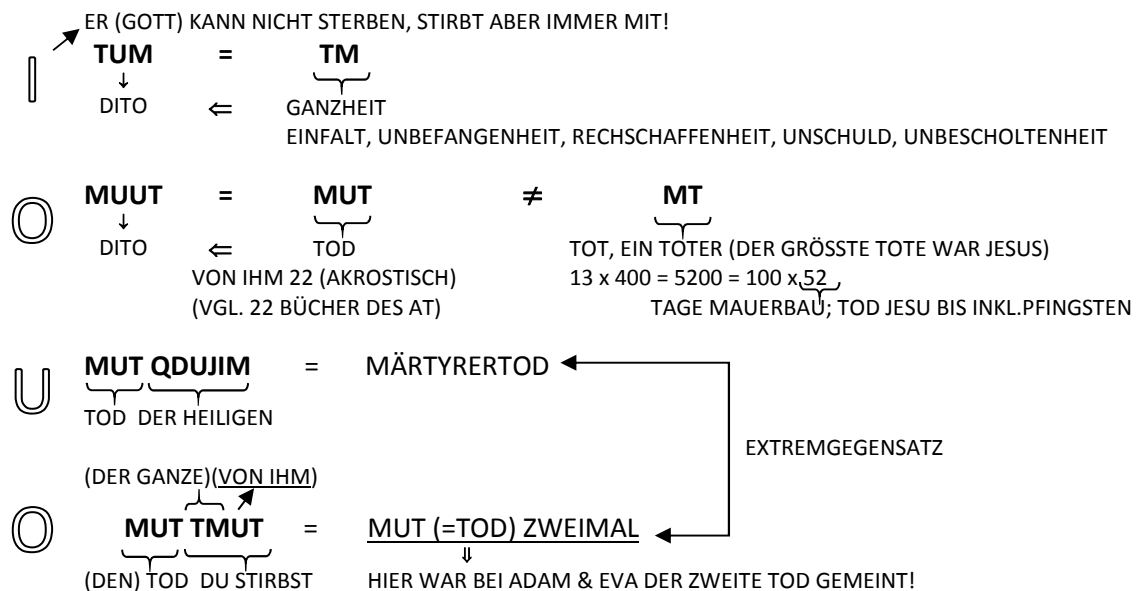 ER (GOTT) KANN NICHT STERBEN, STIRBT ABER IMMER MIT!
I TUM = TM
↓
DITO ⇐ GANZHEIT
EINFALT, UNBEFANGENHEIT, RECHSCHAFFENHEIT, UNSCHULD, UNBESCHOLTENHEIT
O MUUT = MUT ≠ MT
↓
DITO ⇐ TOD TOT, EIN TOTER (DER GRÖSSTE TOTE WAR JESUS)
VON IHM 22 (AKROSTISCH) 13 x 400 = 5200 = 100 x 52
(VGL. 22 BÜCHER DES AT) TAGE MAUERBAU; TOD JESU BIS INKL.PFINGSTEN
U MUT QDUJIM = MÄRTYRERTOD
TOD DER HEILIGEN
EXTREMGEGENSATZ
(DER GANZE)(VON IHM)
O MUT TMUT = MUT (=TOD) ZWEIMAL
⇓
(DEN) TOD DU STIRBST HIER WAR BEI ADAM & EVA DER ZWEITE TOD GEMEINT!